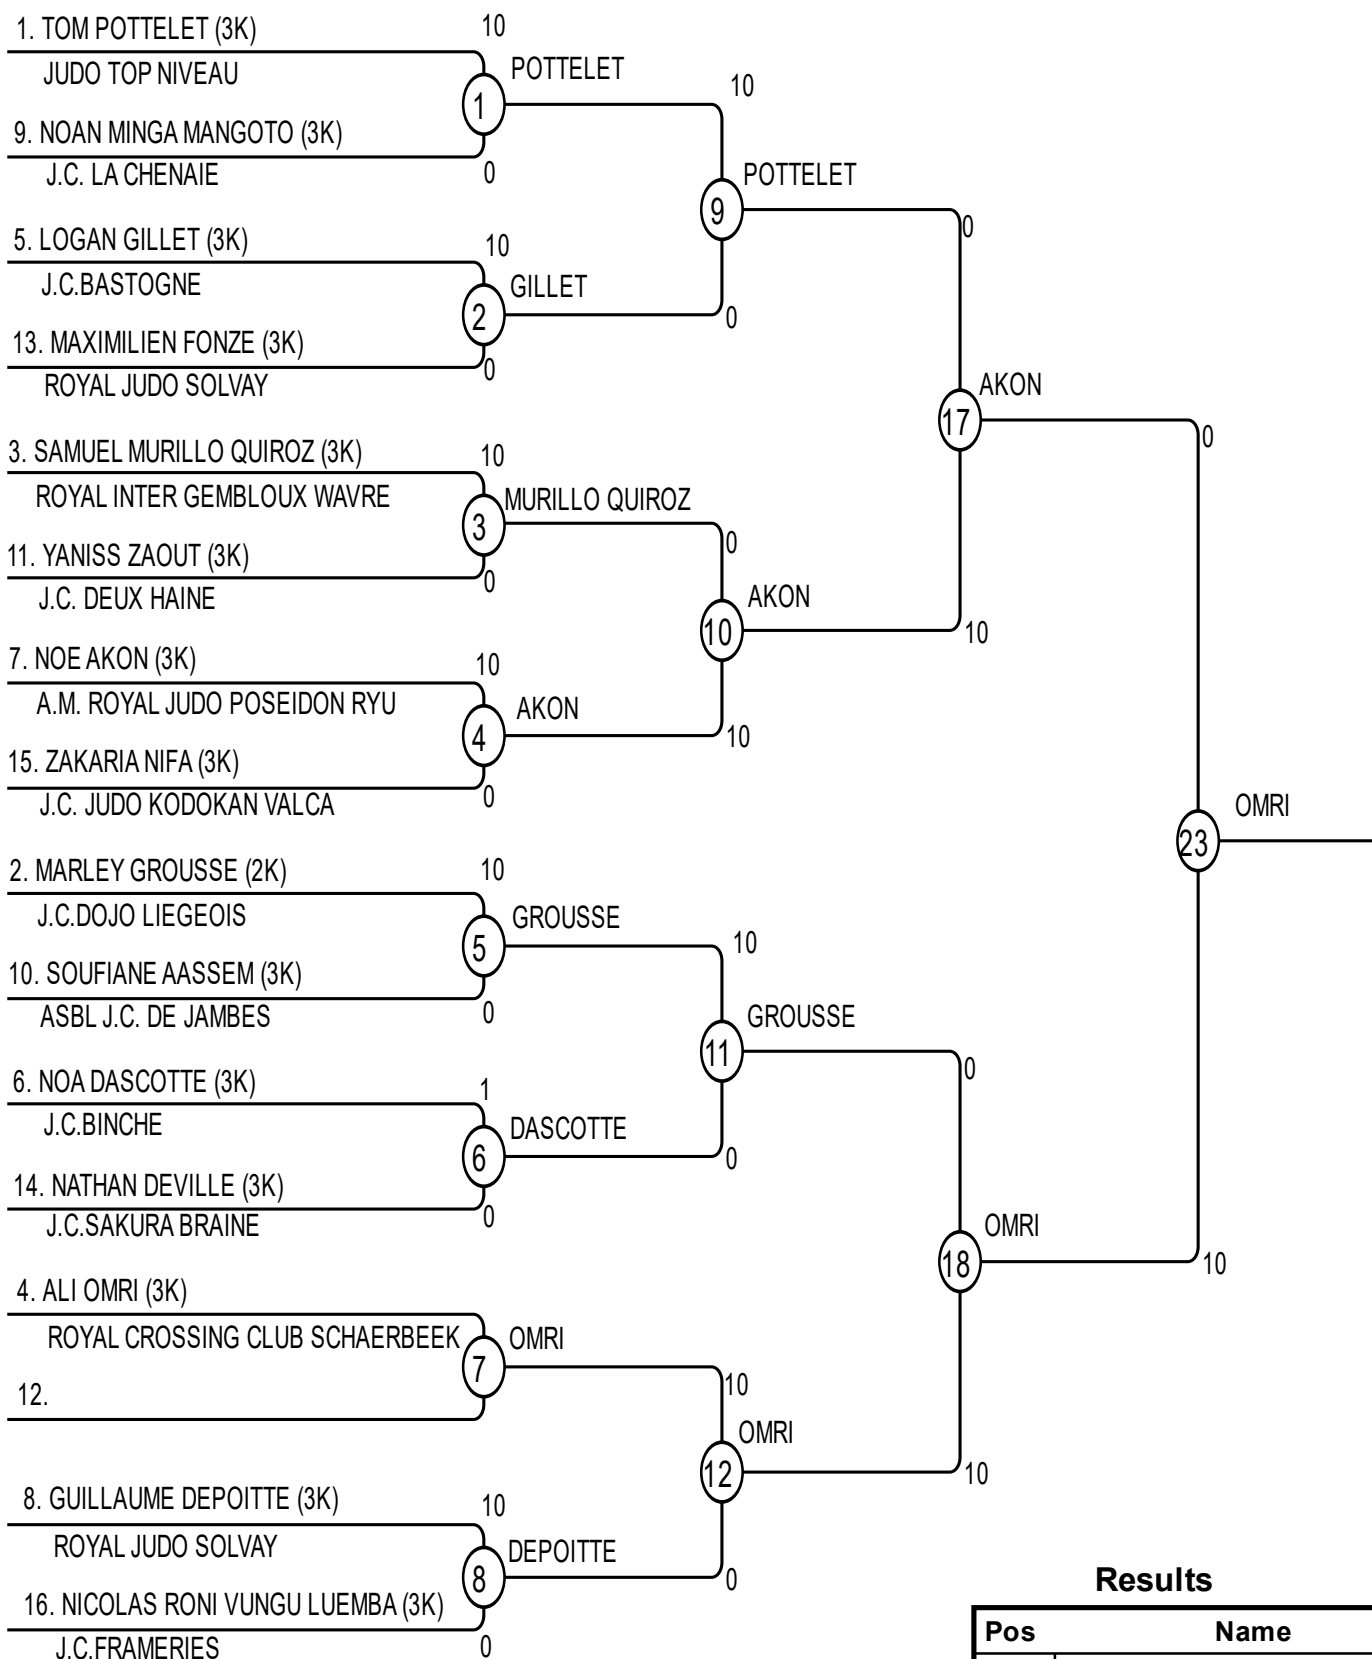 1. TOM POTTELET (3K)
10
JUDO TOP NIVEAU
1
POTTELET
9. NOAN MINGA MANGOTO (3K)
J.C. LA CHENAIE
0
10
9
POTTELET
5. LOGAN GILLET (3K)
10
J.C.BASTOGNE
2
GILLET
13. MAXIMILIEN FONZE (3K)
ROYAL JUDO SOLVAY
0
0
0
17
AKON
3. SAMUEL MURILLO QUIROZ (3K)
10
ROYAL INTER GEMBLOUX WAVRE
3
MURILLO QUIROZ
11. YANISS ZAOUT (3K)
J.C. DEUX HAINE
0
0
10
AKON
10
7. NOE AKON (3K)
10
A.M. ROYAL JUDO POSEIDON RYU
4
AKON
15. ZAKARIA NIFA (3K)
J.C. JUDO KODOKAN VALCA
0
10
0
23
OMRI
2. MARLEY GROUSSE (2K)
10
J.C.DOJO LIEGEOIS
5
GROUSSE
10. SOUFIANE AASSEM (3K)
ASBL J.C. DE JAMBES
0
10
11
GROUSSE
6. NOA DASCOTTE (3K)
1
J.C.BINCHE
6
DASCOTTE
14. NATHAN DEVILLE (3K)
J.C.SAKURA BRAINE
0
0
0
18
OMRI
10
4. ALI OMRI (3K)
ROYAL CROSSING CLUB SCHAERBEEK
7
OMRI
12.
10
12
OMRI
10
8. GUILLAUME DEPOITTE (3K)
10
ROYAL JUDO SOLVAY
8
DEPOITTE
16. NICOLAS RONI VUNGU LUEMBA (3K)
J.C.FRAMERIES
0
0
Results
Pos Name